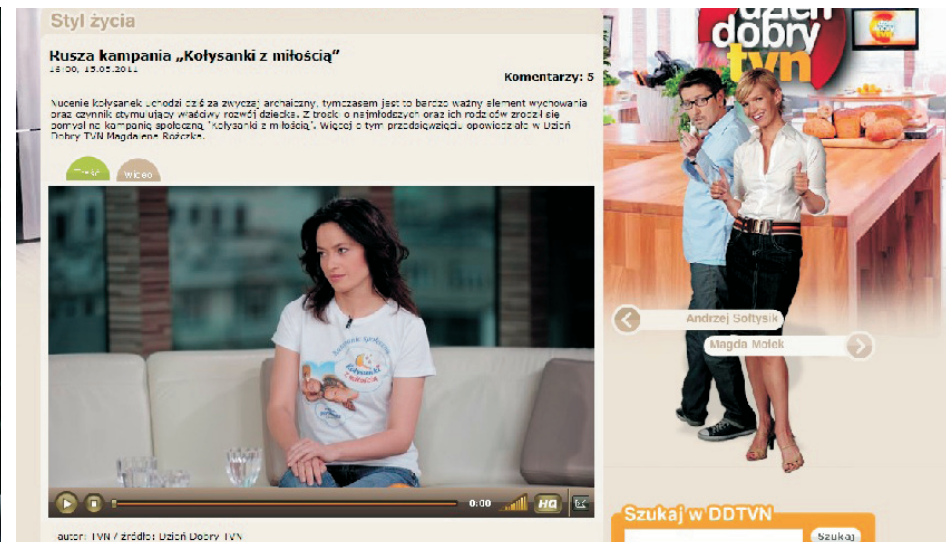 Styl życia
Rusza kampania „Kołysanki z miłością”
18:00, 15.05.2011
Komentarzy: 5
Nucenie kołysanek uchodzi dziś za zwyczaj archaiczny, tymczasem jest to bardzo ważny element wychowania
oraz czynnik stymulujący właściwy rozwój dziecka. Z troski o najmłodszych oraz ich rodziców zrodził się
pomysł na kampanię społeczną "Kołysanki z miłością". Więcej o tym przedsięwzięciu opowiedziała w Dzień
Dobry TVN Magdalena Różczka.
Treść
Wideo
Kołysanki
z miłością
0:00
HQ
autor: TVN / źródło: Dzień Dobry TVN
dzień
dobry
tvn
Andrzej Sołtysik
Magda Mołek
Szukaj w DDTVN
Szukaj